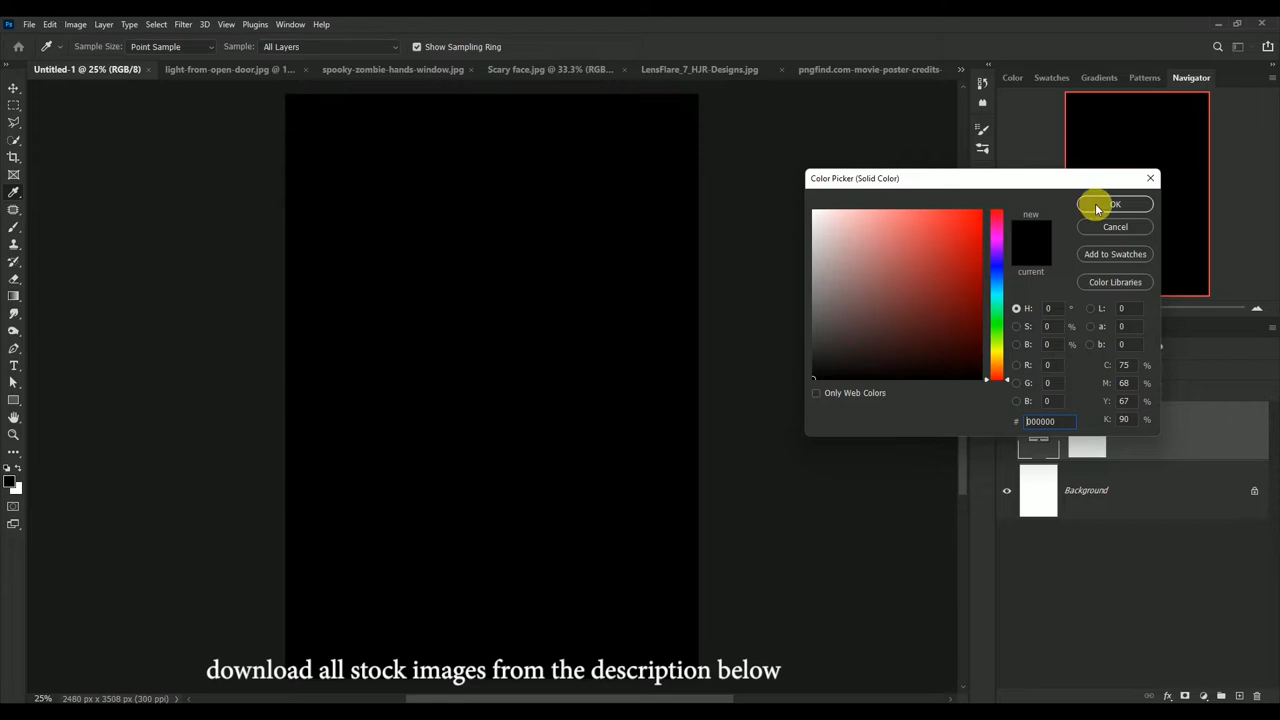 Ps File Edit Image Layer Type Select Filter 3D View Plugins Window Help
Sample Size: Point Sample Sample: All Layers Show Sampling Ring
Untitled-1 @ 25% (RGB/8) × light-from-open-door.jpg @ 1... × spooky-zombie-hands-window.jpg × Scary face.jpg @ 33.3% (RGB... × LensFlare_7_HJR-Designs.jpg × pngfind.com-movie-poster-credits-
Color Swatches Gradients Patterns Navigator
Color Picker (Solid Color)
new
current
OK
Cancel
Add to Swatches
Color Libraries
H: 0 ° L: 0
S: 0 % a: 0
B: 0 % b: 0
R: 0 C: 75 %
G: 0 M: 68 %
B: 0 Y: 67 %
# 000000 K: 90 %
Only Web Colors
Background
download all stock images from the description below
25% 2480 px x 3508 px (300 ppi)
fx